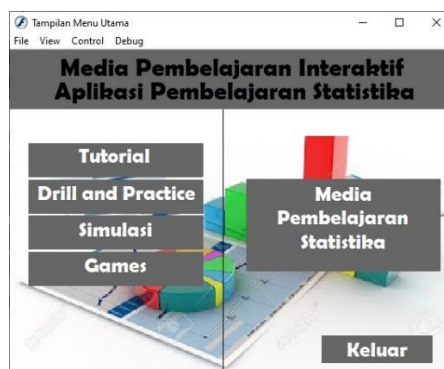 Tampilan Menu Utama
File View Control Debug
Media Pembelajaran Interaktif
Aplikasi Pembelajaran Statistika
Tutorial
Drill and Practice
Simulasi
Games
Media
Pembelajaran
Statistika
Keluar